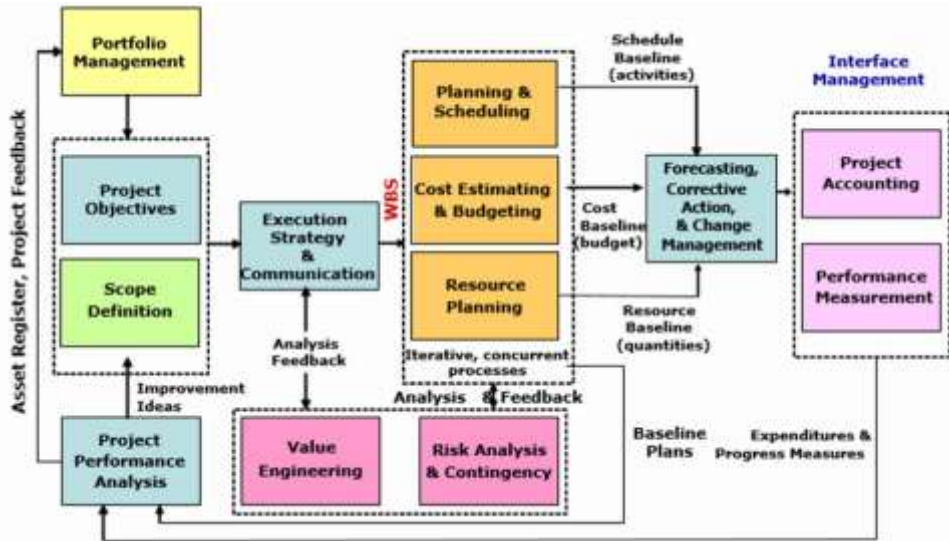 Portfolio
Management
Schedule
Baseline
(activities)
Interface
Management
Planning &
Scheduling
Project
Objectives
Execution
Strategy
&
Communication
WBS
Cost Estimating
& Budgeting
Cost
Baseline
(budget)
Forecasting,
Corrective
Action,
& Change
Management
Project
Accounting
Scope
Definition
Resource
Planning
Resource
Baseline
(quantities)
Performance
Measurement
Asset Register, Project Feedback
Analysis
Feedback
Iterative, concurrent
processes
Improvement
Ideas
Analysis & Feedback
Project
Performance
Analysis
Value
Engineering
Risk Analysis
& Contingency
Baseline
Plans
Expenditures &
Progress Measures